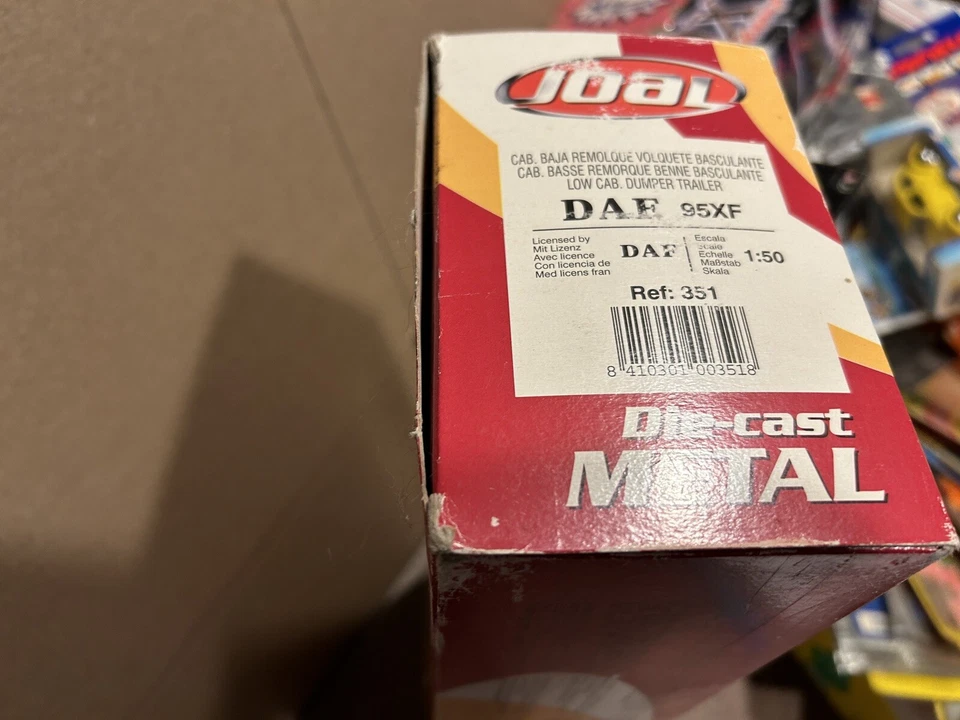 JOAL
CAB. BAJA REMOLQUE VOLQUETE BASCULANTE
CAB. BASSE REMORQUE BENNE BASCULANTE
LOW CAB. DUMPER TRAILER
DAF 95XF
Licensed by
Mit Lizenz
Avec licence
Con licencia de
Med licens fran
DAF
Escala
Scale
Echelle
Maßstab
Skala
1:50
Ref: 351
8 410301 003518
Die-cast
METAL